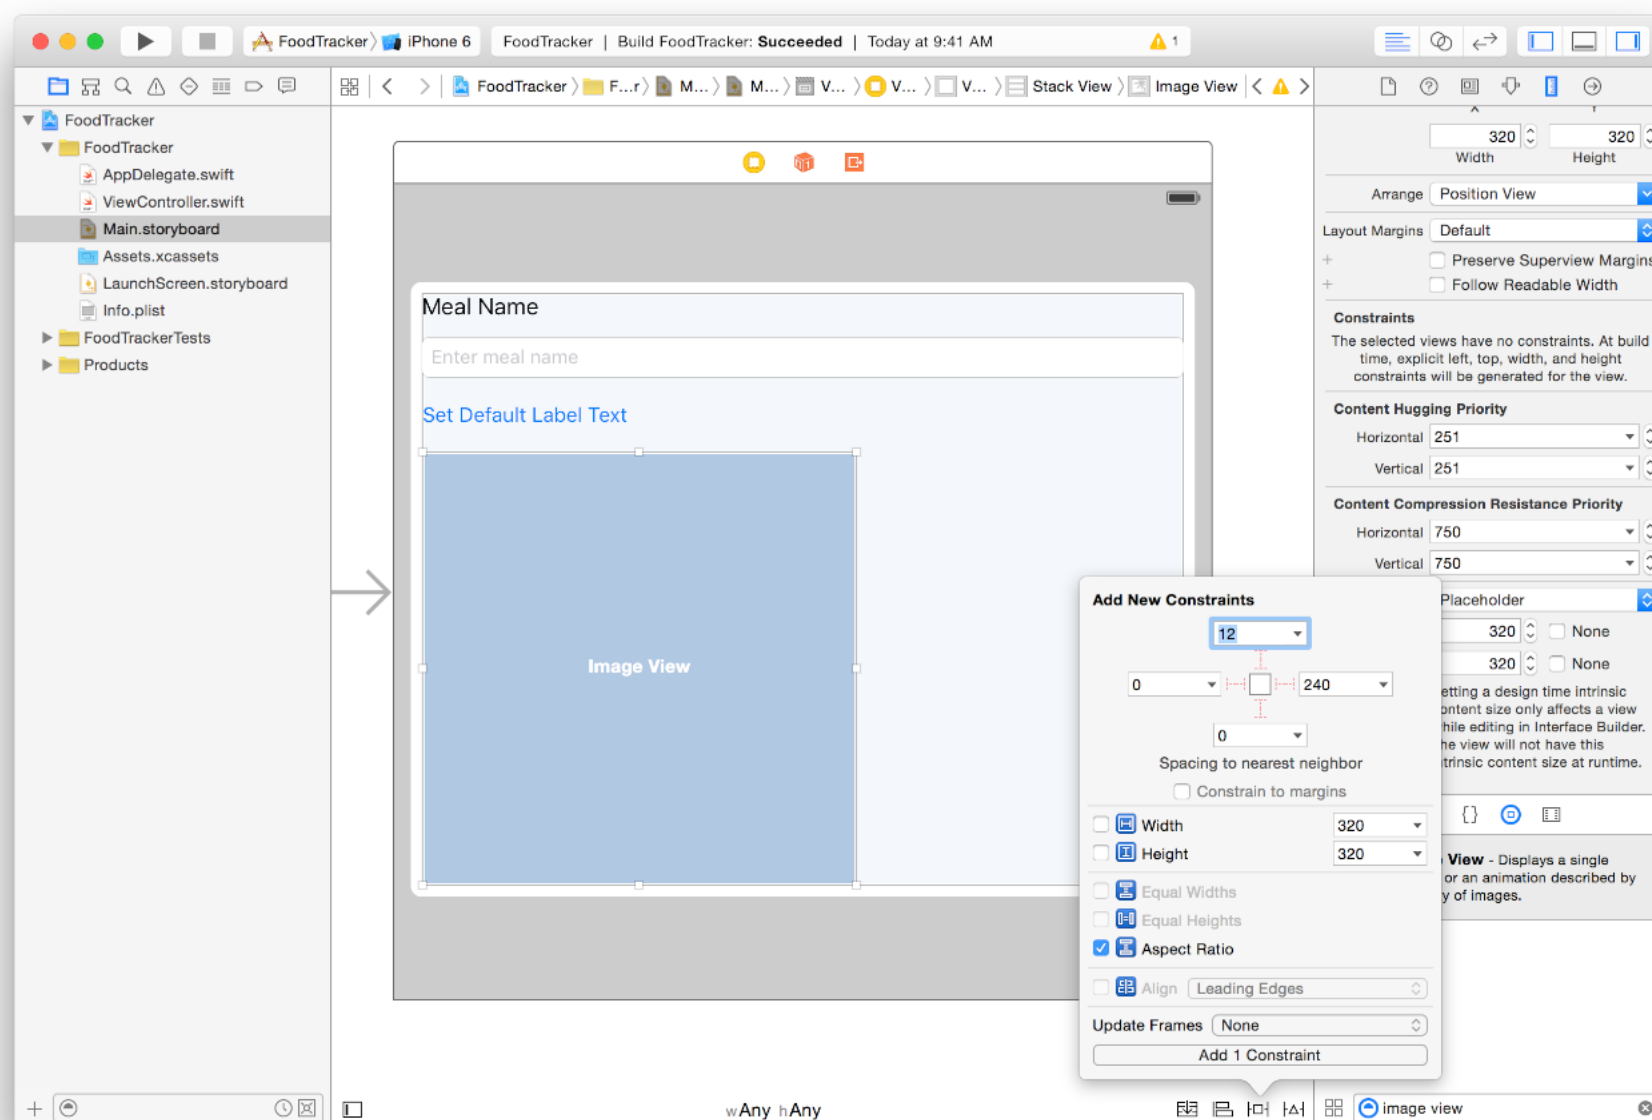 FoodTracker iPhone 6 FoodTracker | Build FoodTracker: Succeeded | Today at 9:41 AM 1
FoodTracker F...r M... M... V... V... V... Stack View Image View
FoodTracker
FoodTracker
AppDelegate.swift
ViewController.swift
Main.storyboard
Assets.xcassets
LaunchScreen.storyboard
Info.plist
FoodTrackerTests
Products
Meal Name
Enter meal name
Set Default Label Text
Image View
wAny hAny
320 320
Width Height
Arrange Position View
Layout Margins Default
Preserve Superview Margins
Follow Readable Width
Constraints
The selected views have no constraints. At build
time, explicit left, top, width, and height
constraints will be generated for the view.
Content Hugging Priority
Horizontal 251
Vertical 251
Content Compression Resistance Priority
Horizontal 750
Vertical 750
Placeholder
320 None
320 None
etting a design time intrinsic
ontent size only affects a view
hile editing in Interface Builder.
he view will not have this
trinsic content size at runtime.
{}
View - Displays a single
or an animation described by
y of images.
image view
Add New Constraints
12
0 240
0
Spacing to nearest neighbor
Constrain to margins
Width 320
Height 320
Equal Widths
Equal Heights
Aspect Ratio
Align Leading Edges
Update Frames None
Add 1 Constraint